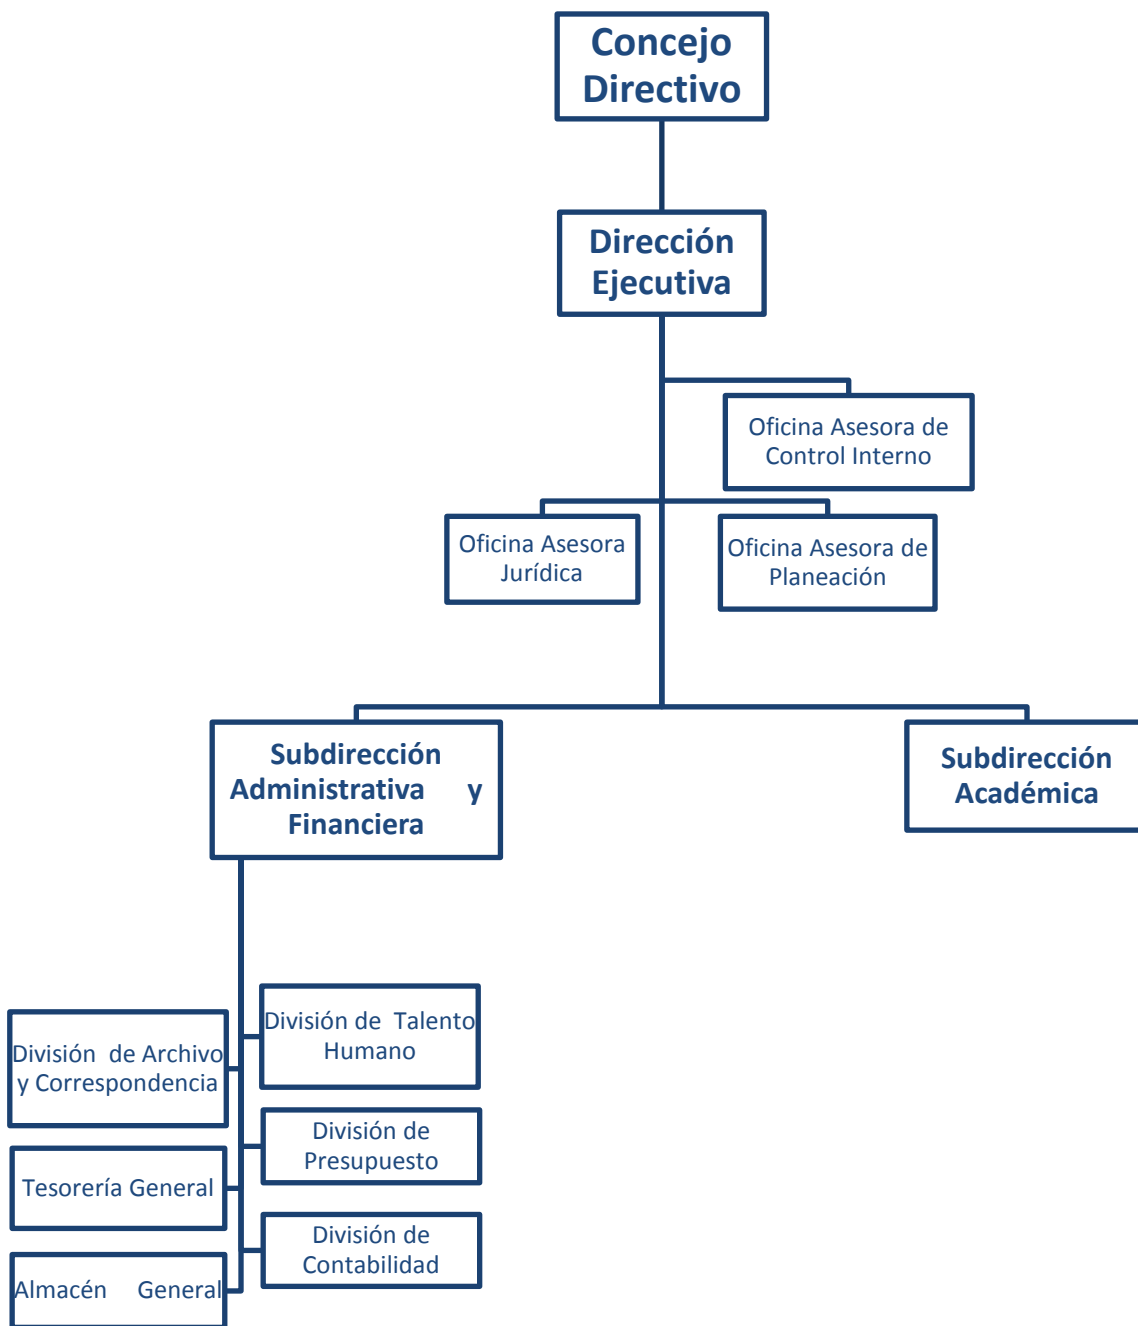 Concejo
Directivo
Dirección
Ejecutiva
Oficina Asesora de
Control Interno
Oficina Asesora
Jurídica
Oficina Asesora de
Planeación
Subdirección
Administrativa y
Financiera
Subdirección
Académica
División de Archivo
y Correspondencia
División de Talento
Humano
Tesorería General
División de
Presupuesto
Almacén General
División de
Contabilidad